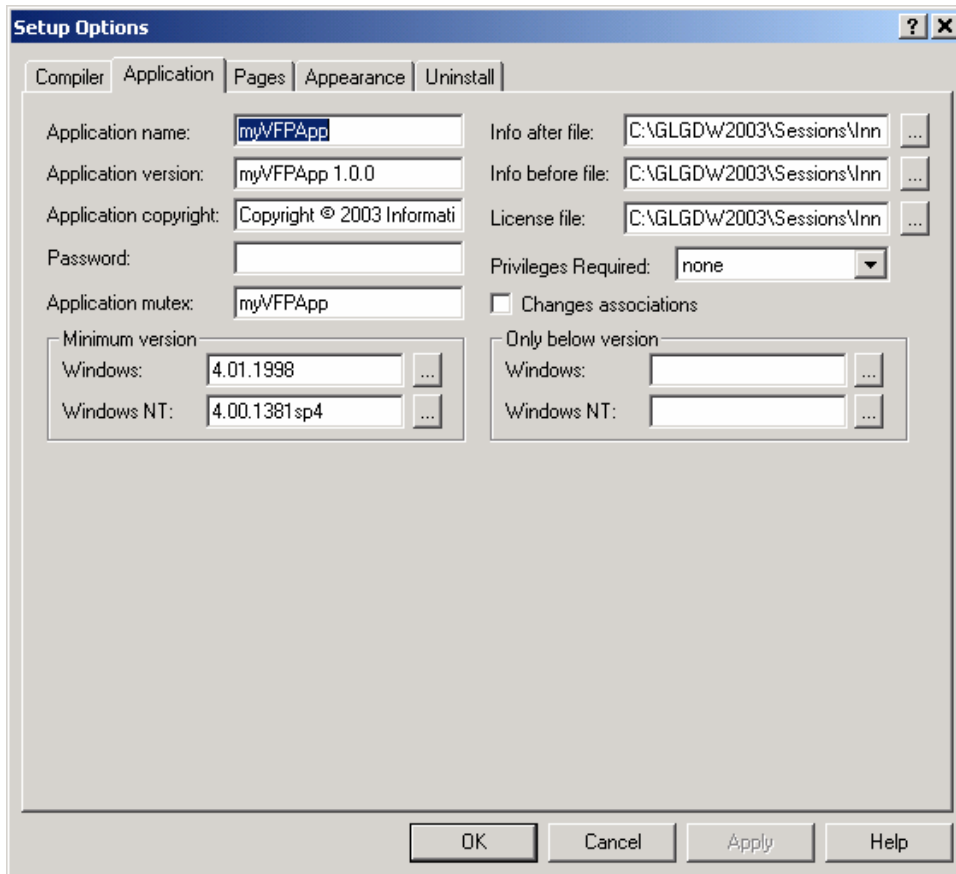 Setup Options
Compiler Application Pages Appearance Uninstall
Application name: myVFPApp
Application version: myVFPApp 1.0.0
Application copyright: Copyright © 2003 Informati
Password:
Application mutex: myVFPApp
Info after file: C:\GLGDW2003\Sessions\Inn ...
Info before file: C:\GLGDW2003\Sessions\Inn ...
License file: C:\GLGDW2003\Sessions\Inn ...
Privileges Required: none
Changes associations
Minimum version
Windows: 4.01.1998 ...
Windows NT: 4.00.1381sp4 ...
Only below version
Windows: ...
Windows NT: ...
OK Cancel Apply Help